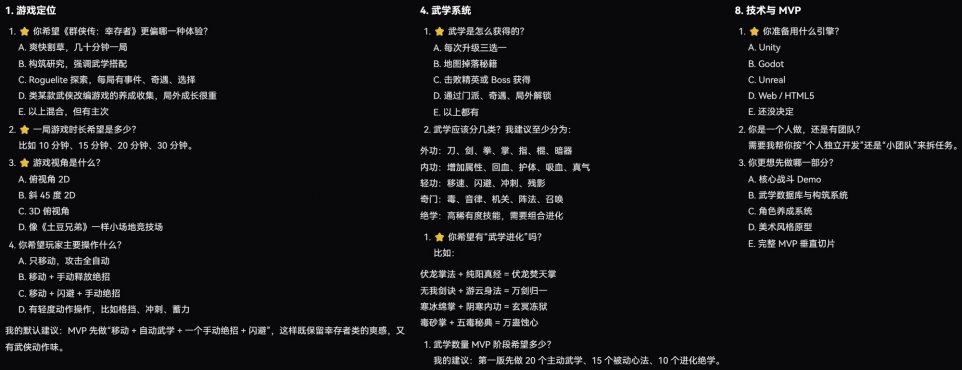 1. 游戏定位
1. ⭐ 你希望《群侠传：幸存者》更偏哪一种体验？
A. 爽快割草，几十分钟一局
B. 构筑研究，强调武学搭配
C. Roguelite 探索，每局有事件、奇遇、选择
D. 类某款武侠改编游戏的养成收集，局外成长很重
E. 以上混合，但有主次
2. ⭐ 一局游戏时长希望是多少？
比如 10 分钟、15 分钟、20 分钟、30 分钟。
3. ⭐ 游戏视角是什么？
A. 俯视角 2D
B. 斜 45 度 2D
C. 3D 俯视角
D. 像《土豆兄弟》一样小场地竞技场
4. 你希望玩家主要操作什么？
A. 只移动，攻击全自动
B. 移动 + 手动释放绝招
C. 移动 + 闪避 + 手动绝招
D. 有轻度动作操作，比如格挡、冲刺、蓄力
我的默认建议：MVP 先做“移动 + 自动武学 + 一个手动绝招 + 闪避”，这样既保留幸存者类的爽感，又
有武侠动作味。
4. 武学系统
1. ⭐ 武学是怎么获得的？
A. 每次升级三选一
B. 地图掉落秘籍
C. 击败精英或 Boss 获得
D. 通过门派、奇遇、局外解锁
E. 以上都有
2. 武学应该分几类？我建议至少分为：
外功：刀、剑、拳、掌、指、棍、暗器
内功：增加属性、回血、护体、吸血、真气
轻功：移速、闪避、冲刺、残影
奇门：毒、音律、机关、阵法、召唤
绝学：高稀有度技能，需要组合进化
1. ⭐ 你希望有“武学进化”吗？
比如：
伏龙掌法 + 纯阳真经 = 伏龙焚天掌
无我剑诀 + 游云身法 = 万剑归一
寒冰绵掌 + 阴寒内功 = 玄冥冻狱
毒砂掌 + 五毒秘典 = 万蛊蚀心
1. 武学数量 MVP 阶段希望多少？
我的建议：第一版先做 20 个主动武学、15 个被动心法、10 个进化绝学。
8. 技术与 MVP
1. ⭐ 你准备用什么引擎？
A. Unity
B. Godot
C. Unreal
D. Web / HTML5
E. 还没决定
2. 你是一个人做，还是有团队？
需要我帮你按“个人独立开发”还是“小团队”来拆任务。
3. 你更想先做哪一部分？
A. 核心战斗 Demo
B. 武学数据库与构筑系统
C. 角色养成系统
D. 美术风格原型
E. 完整 MVP 垂直切片